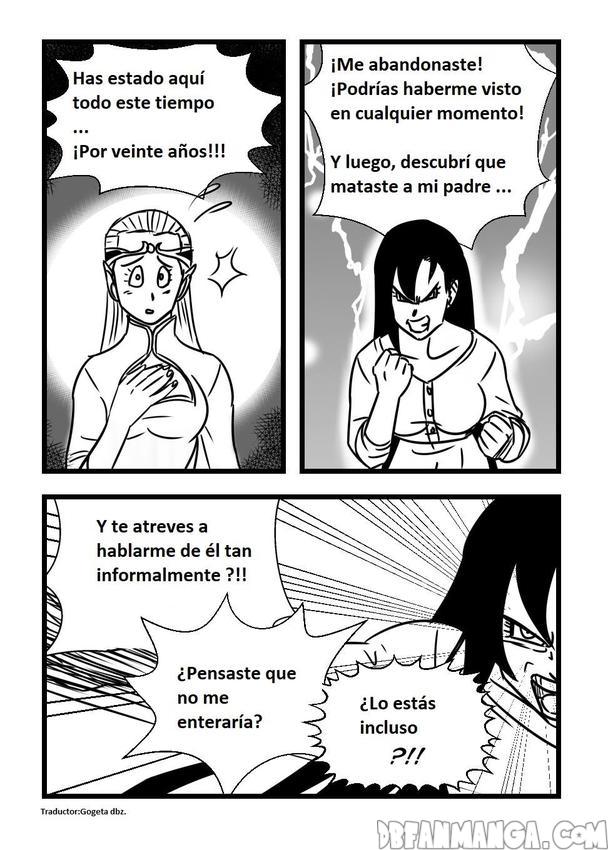 Has estado aquí
todo este tiempo
...
¡Por veinte años!!!
¡Me abandonaste!
¡Podrías haberme visto
en cualquier momento!
Y luego, descubrí que
mataste a mi padre ...
Y te atreves a
hablarme de él tan
informalmente ?!!
¿Pensaste que
no me
enteraría?
¿Lo estás
incluso
?!!
Traductor:Gogeta dbz.
DBFANMANGA.COM